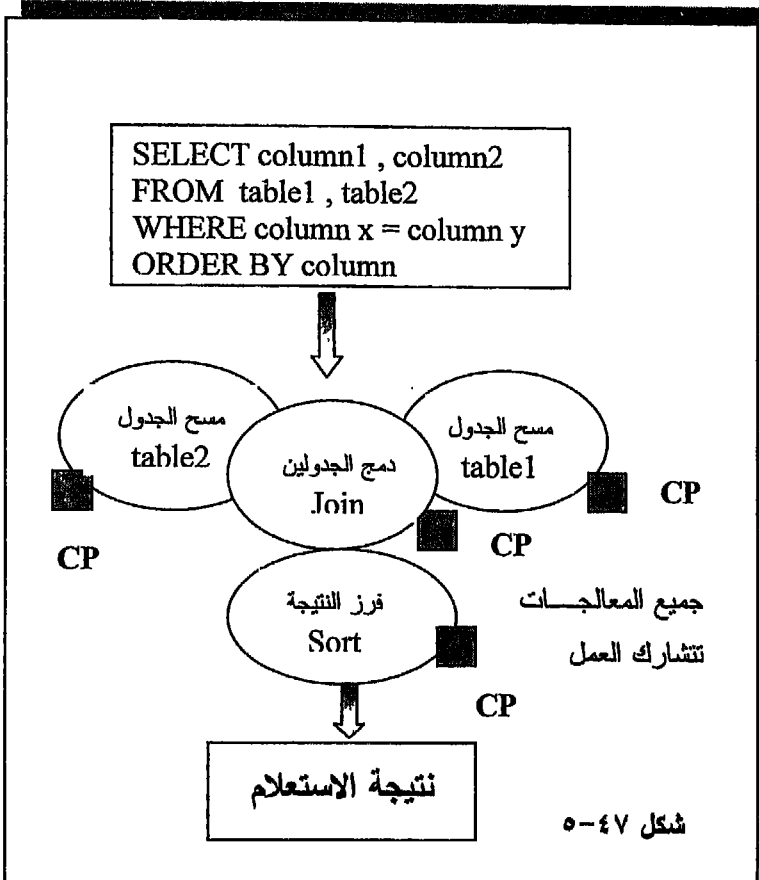 SELECT column1 , column2
FROM table1 , table2
WHERE column x = column y
ORDER BY column
مسح الجدول
table1
CP
دمج الجدولين
Join
CP
مسح الجدول
table2
CP
فرز النتيجة
Sort
CP
جميع المعالجـــات
تتشارك العمل
نتيجة الاستعلام
شكل ٤٧-٥